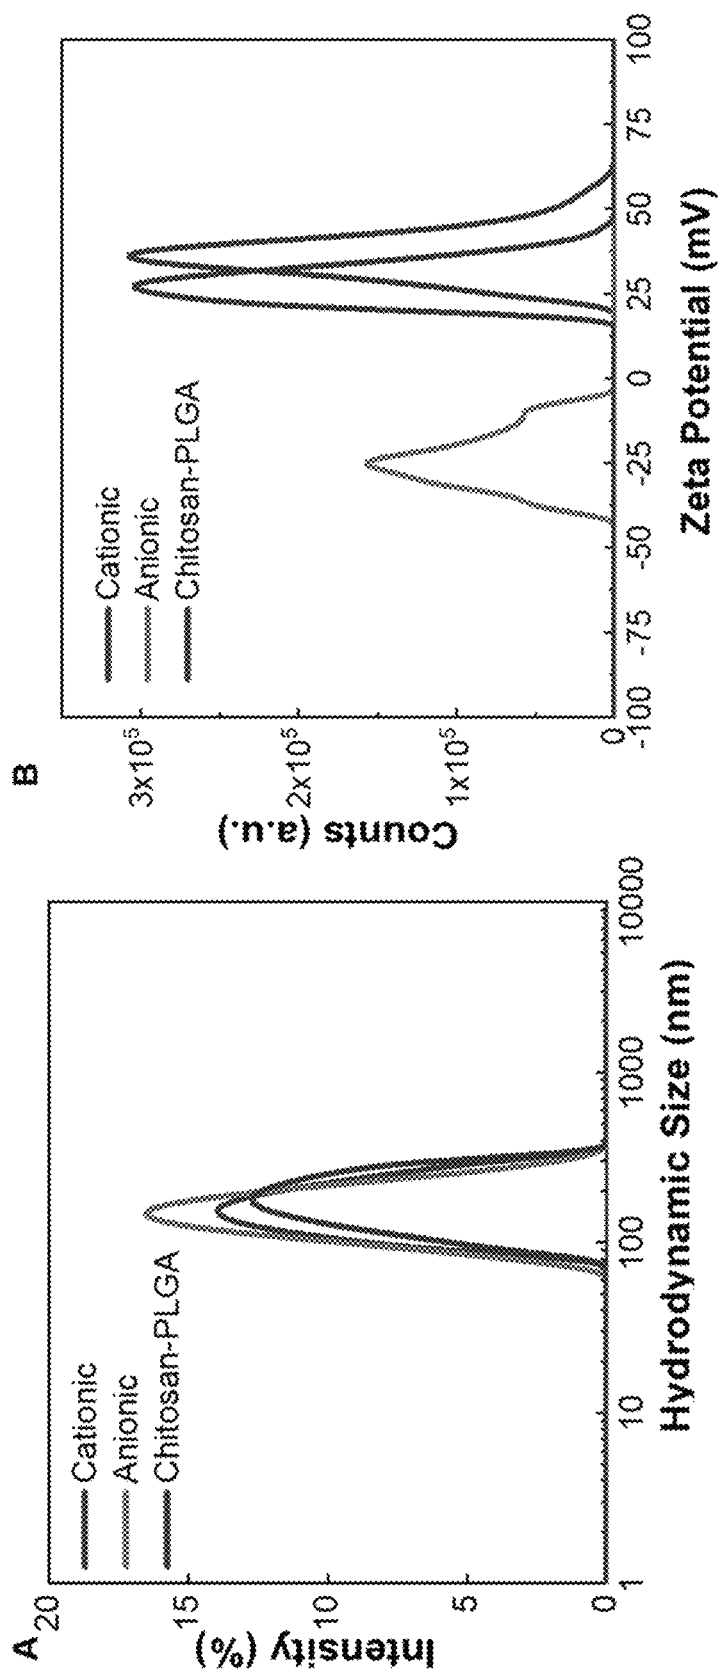 A
20
15
10
5
0
Intensity (%)
Cationic
Anionic
Chitosan-PLGA
1
10
100
1000
10000
Hydrodynamic Size (nm)
B
3x10⁵
2x10⁵
1x10⁵
0
Counts (a.u.)
Cationic
Anionic
Chitosan-PLGA
-100
-75
-50
-25
0
25
50
75
100
Zeta Potential (mV)